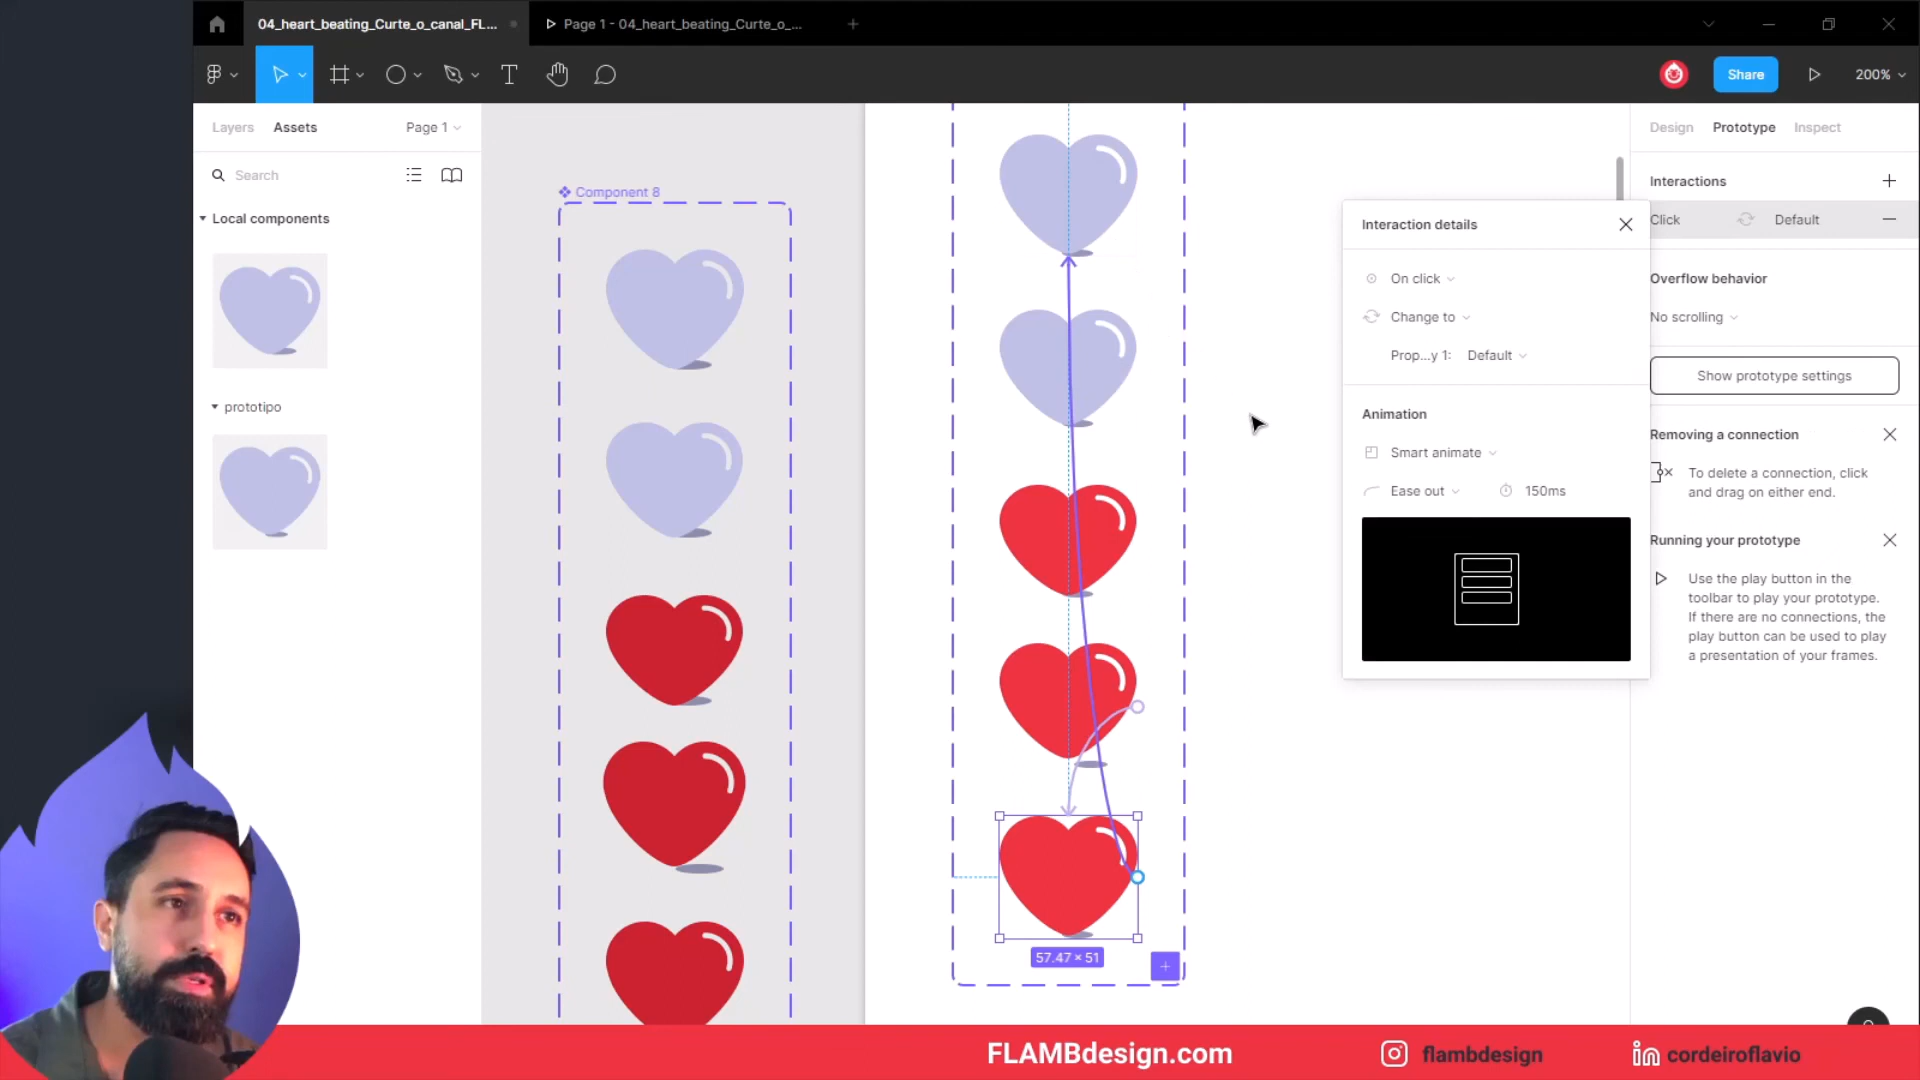 04_heart_beating_Curte_o_canal_FL...
Page 1 - 04_heart_beating_Curte_o_...
Share
200%
Layers
Assets
Page 1
Design
Prototype
Inspect
Search
Interactions
Click
Default
Local components
Component 8
Interaction details
On click
Change to
Prop...y 1:
Default
Overflow behavior
No scrolling
Show prototype settings
prototipo
Animation
Smart animate
Ease out
150ms
Removing a connection
To delete a connection, click
and drag on either end.
Running your prototype
Use the play button in the
toolbar to play your prototype.
If there are no connections, the
play button can be used to play
a presentation of your frames.
57.47 × 51
FLAMBdesign.com
flambdesign
cordeiroflavio